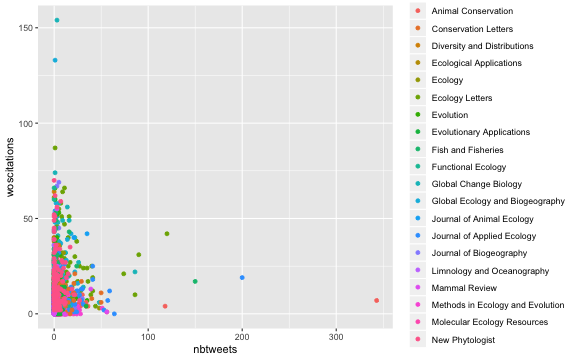 150
100
50
0
woscitations
0
100
200
300
nbtweets
Animal Conservation
Conservation Letters
Diversity and Distributions
Ecological Applications
Ecology
Ecology Letters
Evolution
Evolutionary Applications
Fish and Fisheries
Functional Ecology
Global Change Biology
Global Ecology and Biogeography
Journal of Animal Ecology
Journal of Applied Ecology
Journal of Biogeography
Limnology and Oceanography
Mammal Review
Methods in Ecology and Evolution
Molecular Ecology Resources
New Phytologist